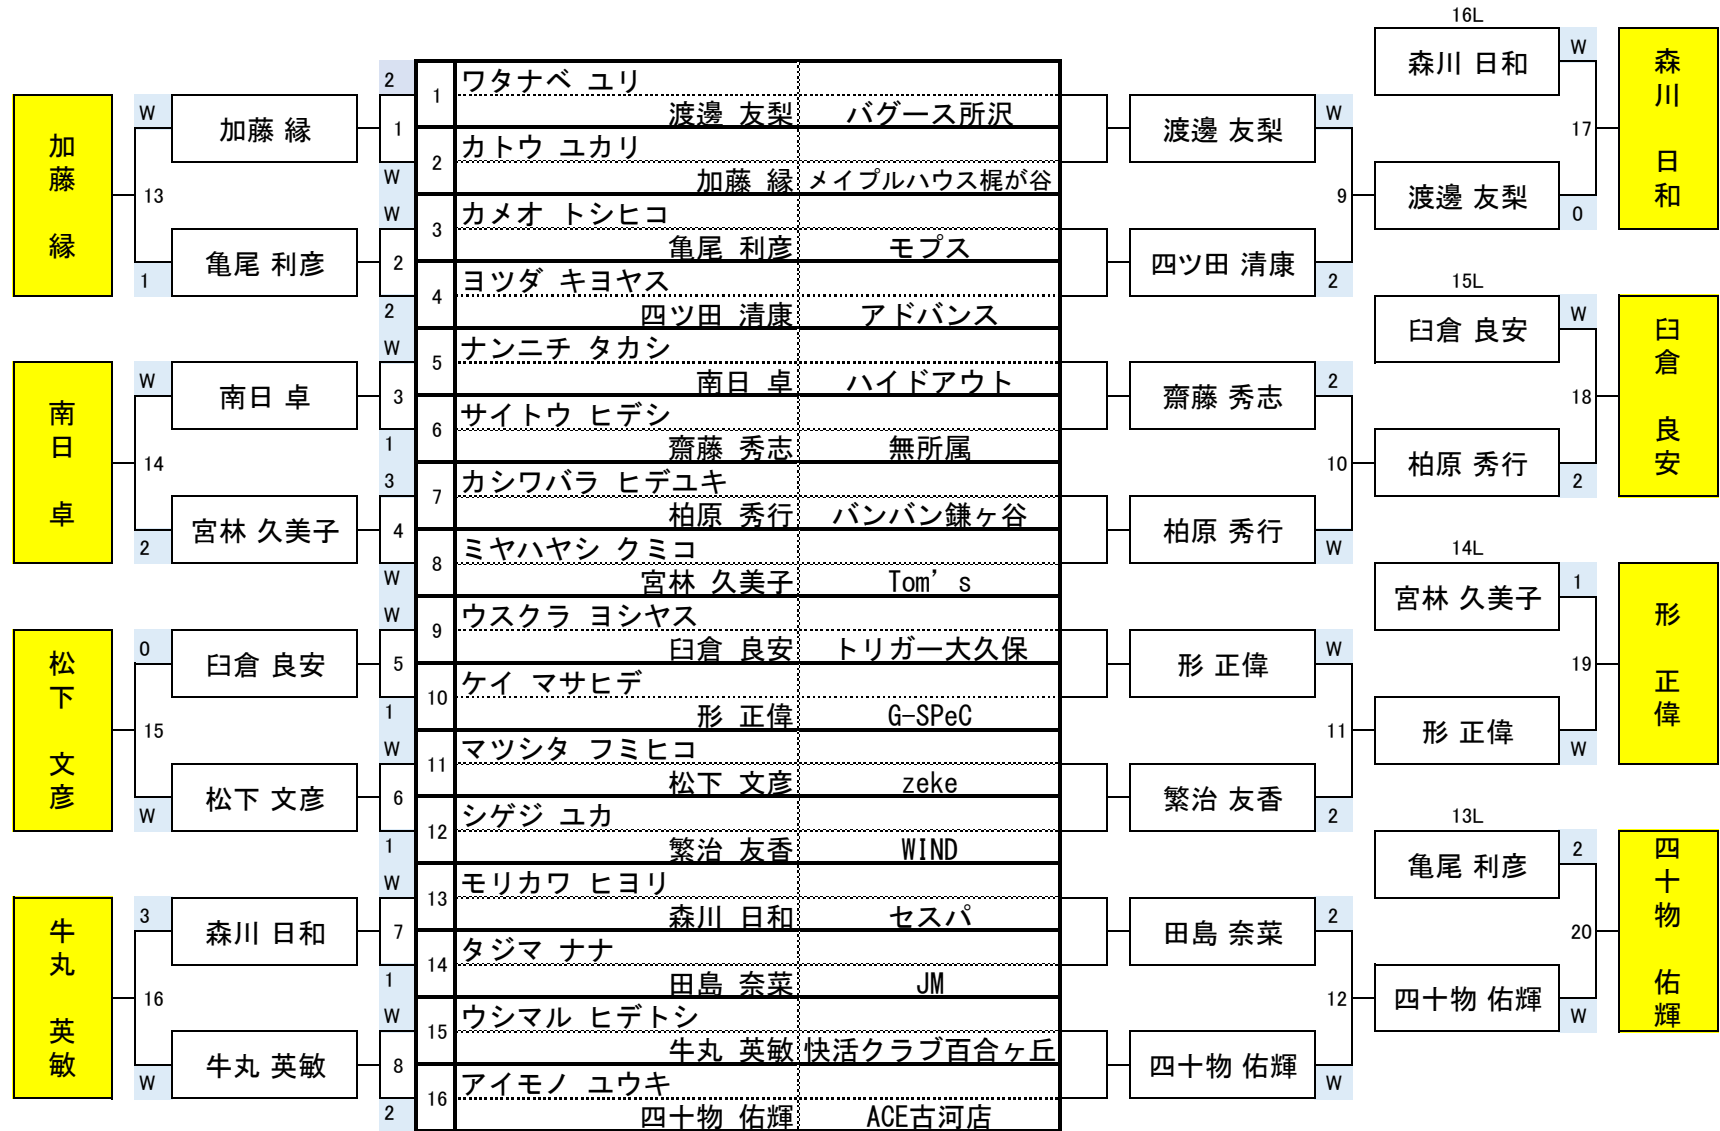 16L
森川 日和
W
17
渡邊 友梨
0
森川 日和
15L
臼倉 良安
W
18
柏原 秀行
2
臼倉 良安
14L
宮林 久美子
1
19
形 正偉
W
形 正偉
13L
亀尾 利彦
2
20
四十物 佑輝
W
四十物 佑輝
加藤 縁
W
13
1
加藤 縁
亀尾 利彦
南日 卓
W
14
2
南日 卓
宮林 久美子
松下 文彦
0
15
W
臼倉 良安
松下 文彦
牛丸 英敏
3
16
W
森川 日和
牛丸 英敏
2
1
W
W
2
2
W
3
1
3
4
W
W
5
1
W
6
1
W
7
1
W
8
2
1 ワタナベ ユリ
渡邊 友梨 バグース所沢
2 カトウ ユカリ
加藤 縁 メイプルハウス梶が谷
3 カメオ トシヒコ
亀尾 利彦 モプス
4 ヨツダ キヨヤス
四ツ田 清康 アドバンス
5 ナンニチ タカシ
南日 卓 ハイドアウト
6 サイトウ ヒデシ
齋藤 秀志 無所属
7 カシワバラ ヒデユキ
柏原 秀行 バンバン鎌ヶ谷
8 ミヤハヤシ クミコ
宮林 久美子 Tom’s
9 ウスクラ ヨシヤス
臼倉 良安 トリガー大久保
10 ケイ マサヒデ
形 正偉 G-SPeC
11 マツシタ フミヒコ
松下 文彦 zeke
12 シゲジ ユカ
繁治 友香 WIND
13 モリカワ ヒヨリ
森川 日和 セスパ
14 タジマ ナナ
田島 奈菜 JM
15 ウシマル ヒデトシ
牛丸 英敏 快活クラブ百合ヶ丘
16 アイモノ ユウキ
四十物 佑輝 ACE古河店
渡邊 友梨
W
9
四ツ田 清康
2
齋藤 秀志
2
10
柏原 秀行
W
形 正偉
W
11
繁治 友香
2
田島 奈菜
2
12
四十物 佑輝
W